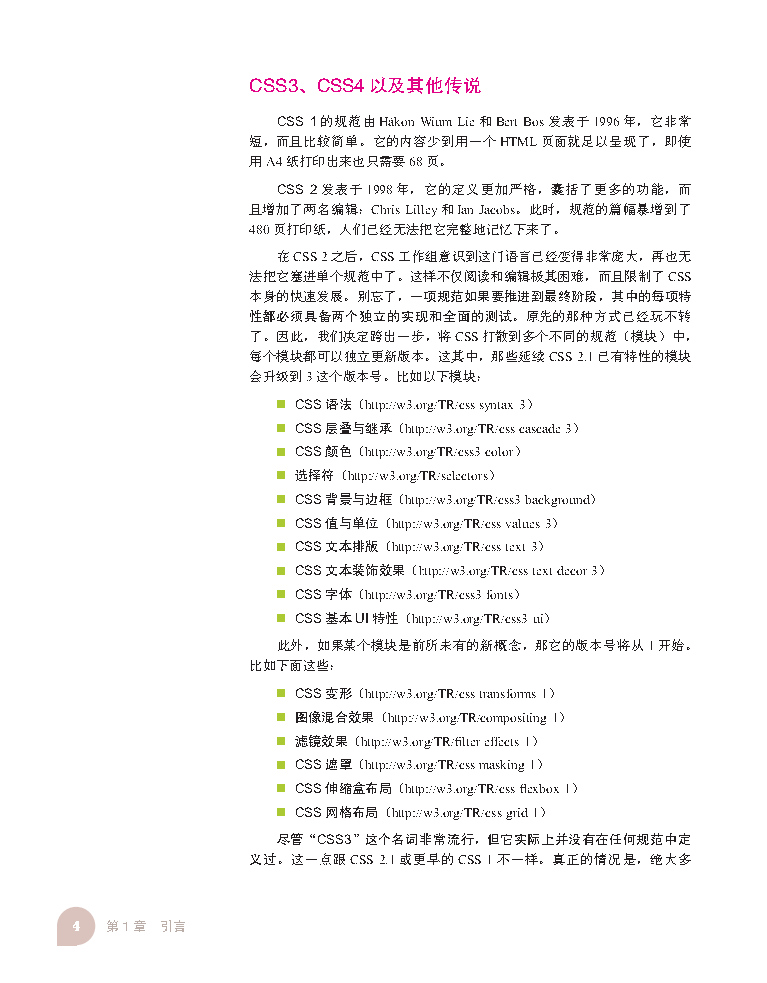 CSS3、CSS4 以及其他传说
CSS 1 的规范由 Håkon Wium Lie 和 Bert Bos 发表于 1996 年，它非常
短，而且比较简单。它的内容少到用一个 HTML 页面就足以呈现了，即使
用 A4 纸打印出来也只需要 68 页。
CSS 2 发表于 1998 年，它的定义更加严格，囊括了更多的功能，而
且增加了两名编辑：Chris Lilley 和 Ian Jacobs。此时，规范的篇幅暴增到了
480 页打印纸，人们已经无法把它完整地记忆下来了。
在 CSS 2 之后，CSS 工作组意识到这门语言已经变得非常庞大，再也无
法把它塞进单个规范中了。这样不仅阅读和编辑极其困难，而且限制了 CSS
本身的快速发展。别忘了，一项规范如果要推进到最终阶段，其中的每项特
性都必须具备两个独立的实现和全面的测试。原先的那种方式已经玩不转
了。因此，我们决定跨出一步，将 CSS 打散到多个不同的规范（模块）中，
每个模块都可以独立更新版本。这其中，那些延续 CSS 2.1 已有特性的模块
会升级到 3 这个版本号。比如以下模块：
■ CSS 语法（http://w3.org/TR/css syntax 3）
■ CSS 层叠与继承（http://w3.org/TR/css cascade 3）
■ CSS 颜色（http://w3.org/TR/css3 color）
■ 选择符（http://w3.org/TR/selectors）
■ CSS 背景与边框（http://w3.org/TR/css3 background）
■ CSS 值与单位（http://w3.org/TR/css values 3）
■ CSS 文本排版（http://w3.org/TR/css text 3）
■ CSS 文本装饰效果（http://w3.org/TR/css text decor 3）
■ CSS 字体（http://w3.org/TR/css3 fonts）
■ CSS 基本 UI 特性（http://w3.org/TR/css3 ui）
此外，如果某个模块是前所未有的新概念，那它的版本号将从 1 开始。
比如下面这些：
■ CSS 变形（http://w3.org/TR/css transforms 1）
■ 图像混合效果（http://w3.org/TR/compositing 1）
■ 滤镜效果（http://w3.org/TR/filter effects 1）
■ CSS 遮罩（http://w3.org/TR/css masking 1）
■ CSS 伸缩盒布局（http://w3.org/TR/css flexbox 1）
■ CSS 网格布局（http://w3.org/TR/css grid 1）
尽管“CSS3”这个名词非常流行，但它实际上并没有在任何规范中定
义过。这一点跟 CSS 2.1 或更早的 CSS 1 不一样。真正的情况是，绝大多
4 第 1 章 引言